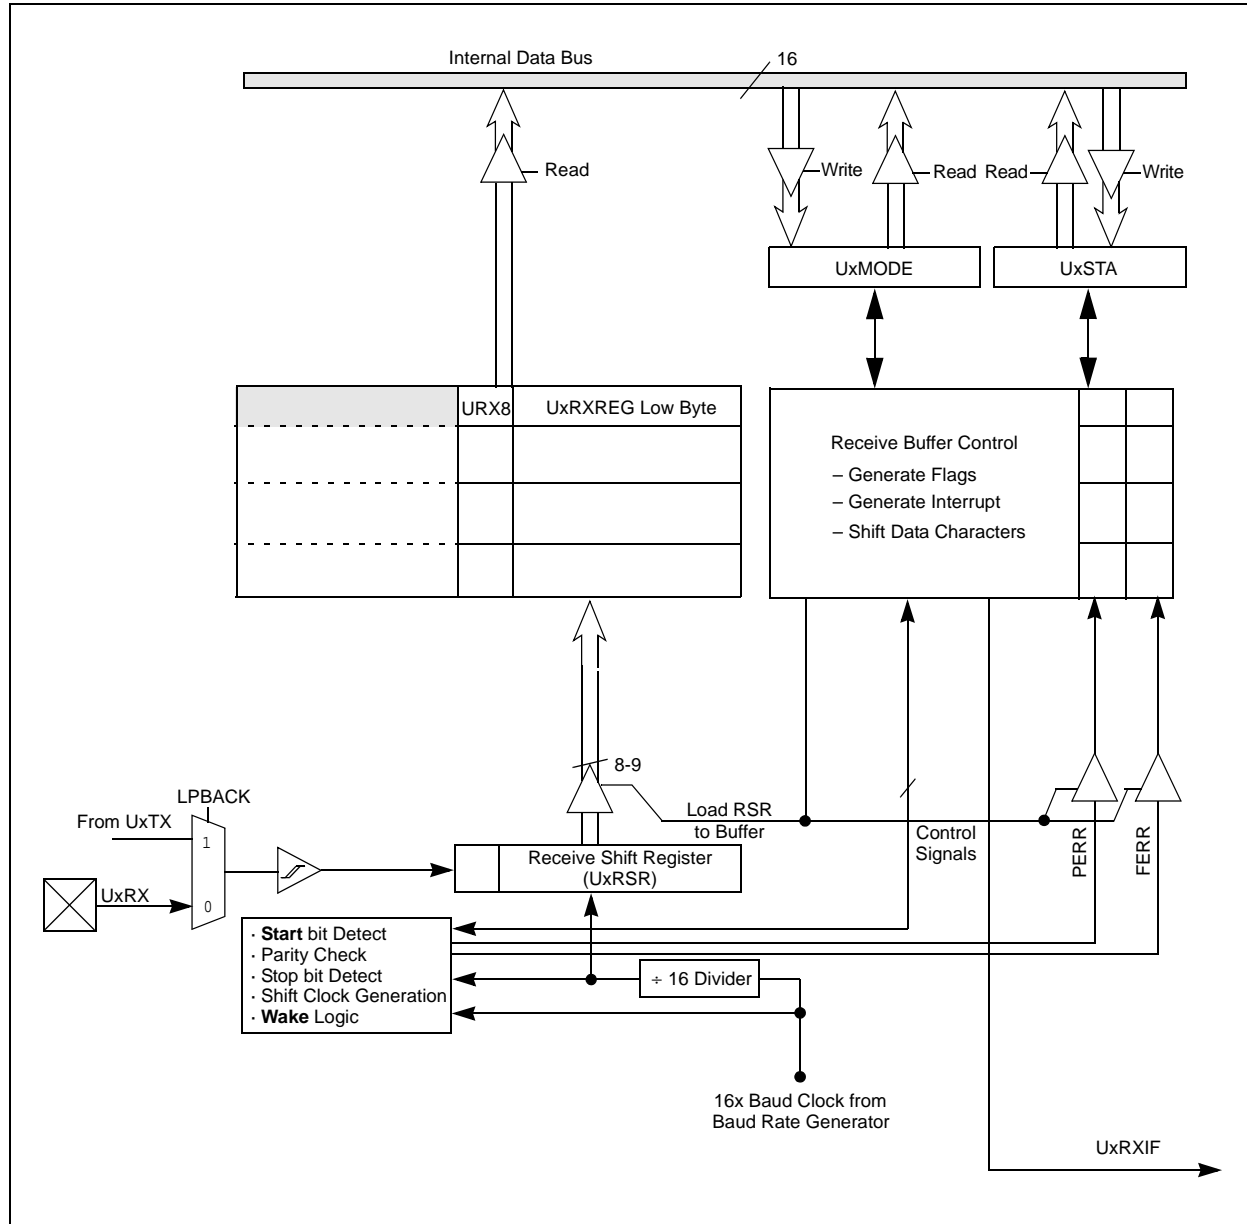 Internal Data Bus
16
Read
Write
Read
Read
Write
UxMODE
UxSTA
URX8
UxRXREG Low Byte
Receive Buffer Control
– Generate Flags
– Generate Interrupt
– Shift Data Characters
8-9
LPBACK
From UxTX
1
Load RSR
to Buffer
Control
Signals
PERR
FERR
UxRX
0
Receive Shift Register
(UxRSR)
· Start bit Detect
· Parity Check
· Stop bit Detect
· Shift Clock Generation
· Wake Logic
÷ 16 Divider
16x Baud Clock from
Baud Rate Generator
UxRXIF